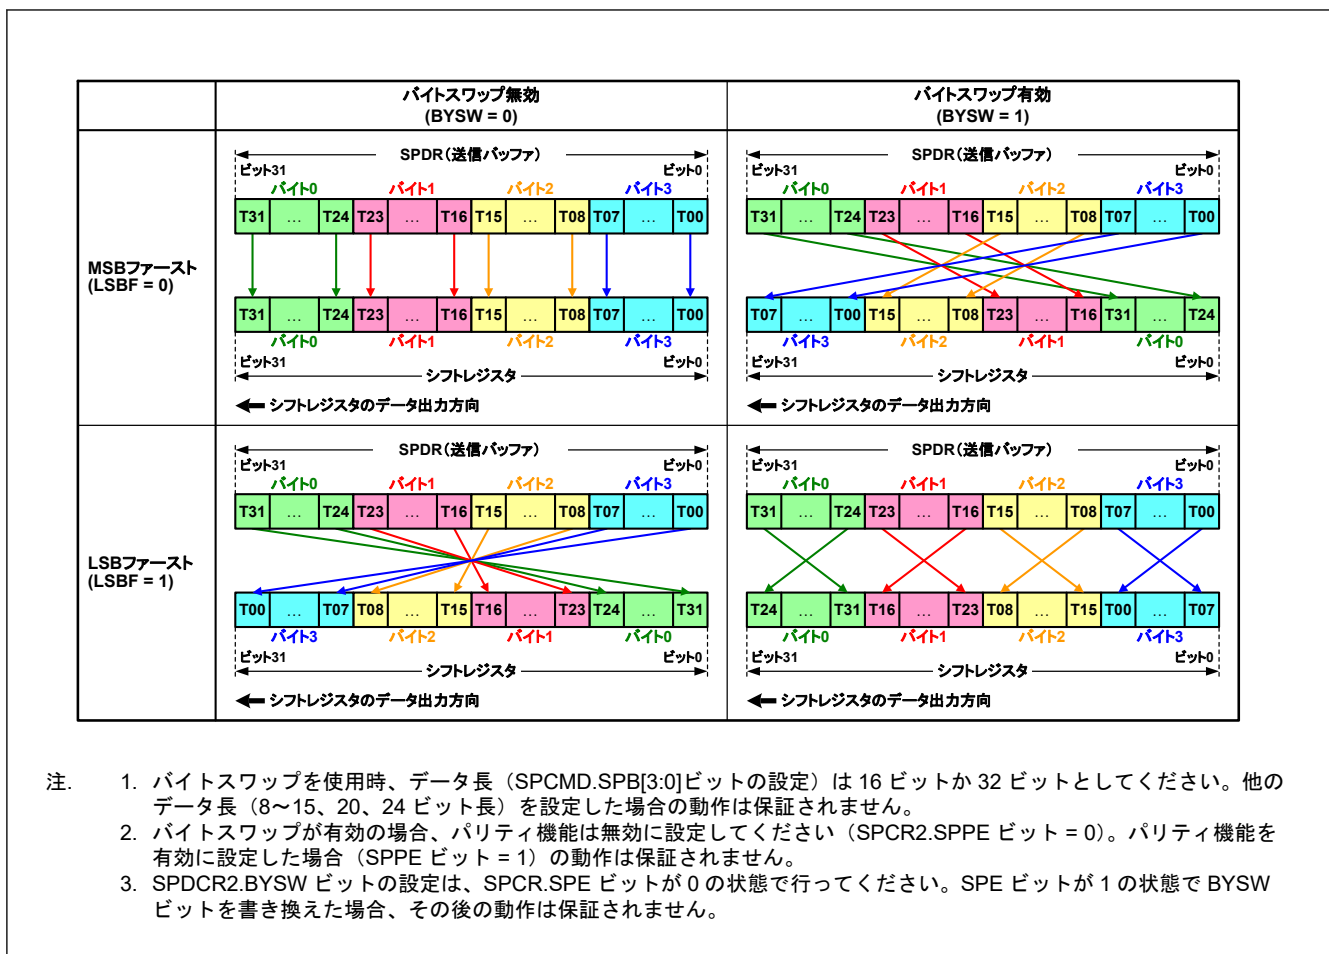 バイトスワップ無効
(BYSW = 0)
バイトスワップ有効
(BYSW = 1)
MSBファースト
(LSBF = 0)
SPDR（送信バッファ）
ビット31 ビット0
バイト0 バイト1 バイト2 バイト3
T31 … T24 T23 … T16 T15 … T08 T07 … T00
T31 … T24 T23 … T16 T15 … T08 T07 … T00
バイト0 バイト1 バイト2 バイト3
ビット31 ビット0
シフトレジスタ
シフトレジスタのデータ出力方向
SPDR（送信バッファ）
ビット31 ビット0
バイト0 バイト1 バイト2 バイト3
T31 … T24 T23 … T16 T15 … T08 T07 … T00
T07 … T00 T15 … T08 T23 … T16 T31 … T24
バイト3 バイト2 バイト1 バイト0
ビット31 ビット0
シフトレジスタ
シフトレジスタのデータ出力方向
LSBファースト
(LSBF = 1)
SPDR（送信バッファ）
ビット31 ビット0
バイト0 バイト1 バイト2 バイト3
T31 … T24 T23 … T16 T15 … T08 T07 … T00
T00 … T07 T08 … T15 T16 … T23 T24 … T31
バイト3 バイト2 バイト1 バイト0
ビット31 ビット0
シフトレジスタ
シフトレジスタのデータ出力方向
SPDR（送信バッファ）
ビット31 ビット0
バイト0 バイト1 バイト2 バイト3
T31 … T24 T23 … T16 T15 … T08 T07 … T00
T24 … T31 T16 … T23 T08 … T15 T00 … T07
バイト0 バイト1 バイト2 バイト3
ビット31 ビット0
シフトレジスタ
シフトレジスタのデータ出力方向
注. 1. バイトスワップを使用時、データ長（SPCMD.SPB[3:0]ビットの設定）は 16 ビットか 32 ビットとしてください。他の
データ長（8～15、20、24 ビット長）を設定した場合の動作は保証されません。
2. バイトスワップが有効の場合、パリティ機能は無効に設定してください（SPCR2.SPPE ビット = 0）。パリティ機能を
有効に設定した場合（SPPE ビット = 1）の動作は保証されません。
3. SPDCR2.BYSW ビットの設定は、SPCR.SPE ビットが 0 の状態で行ってください。SPE ビットが 1 の状態で BYSW
ビットを書き換えた場合、その後の動作は保証されません。